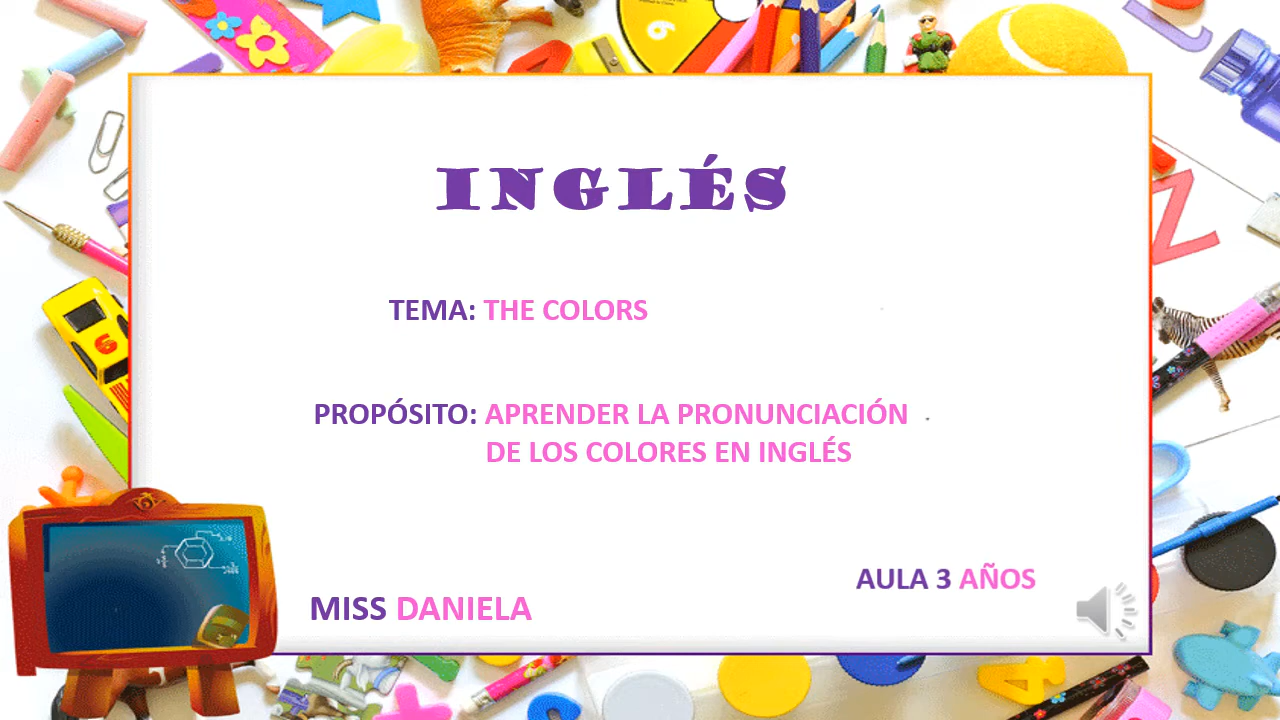 INGLÉS
TEMA: THE COLORS
PROPÓSITO: APRENDER LA PRONUNCIACIÓN
DE LOS COLORES EN INGLÉS
AULA 3 AÑOS
MISS DANIELA